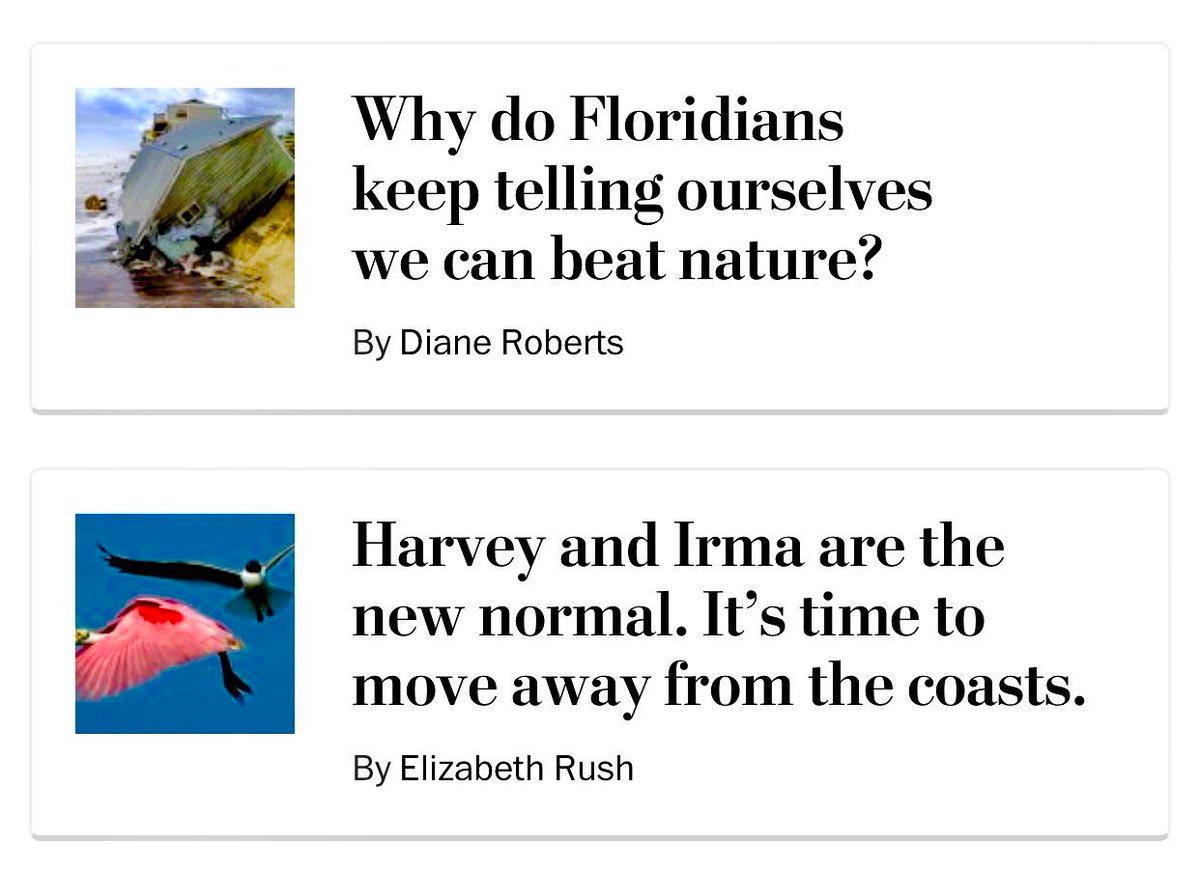 Why do Floridians
keep telling ourselves
we can beat nature?
By Diane Roberts
Harvey and Irma are the
new normal. It’s time to
move away from the coasts.
By Elizabeth Rush